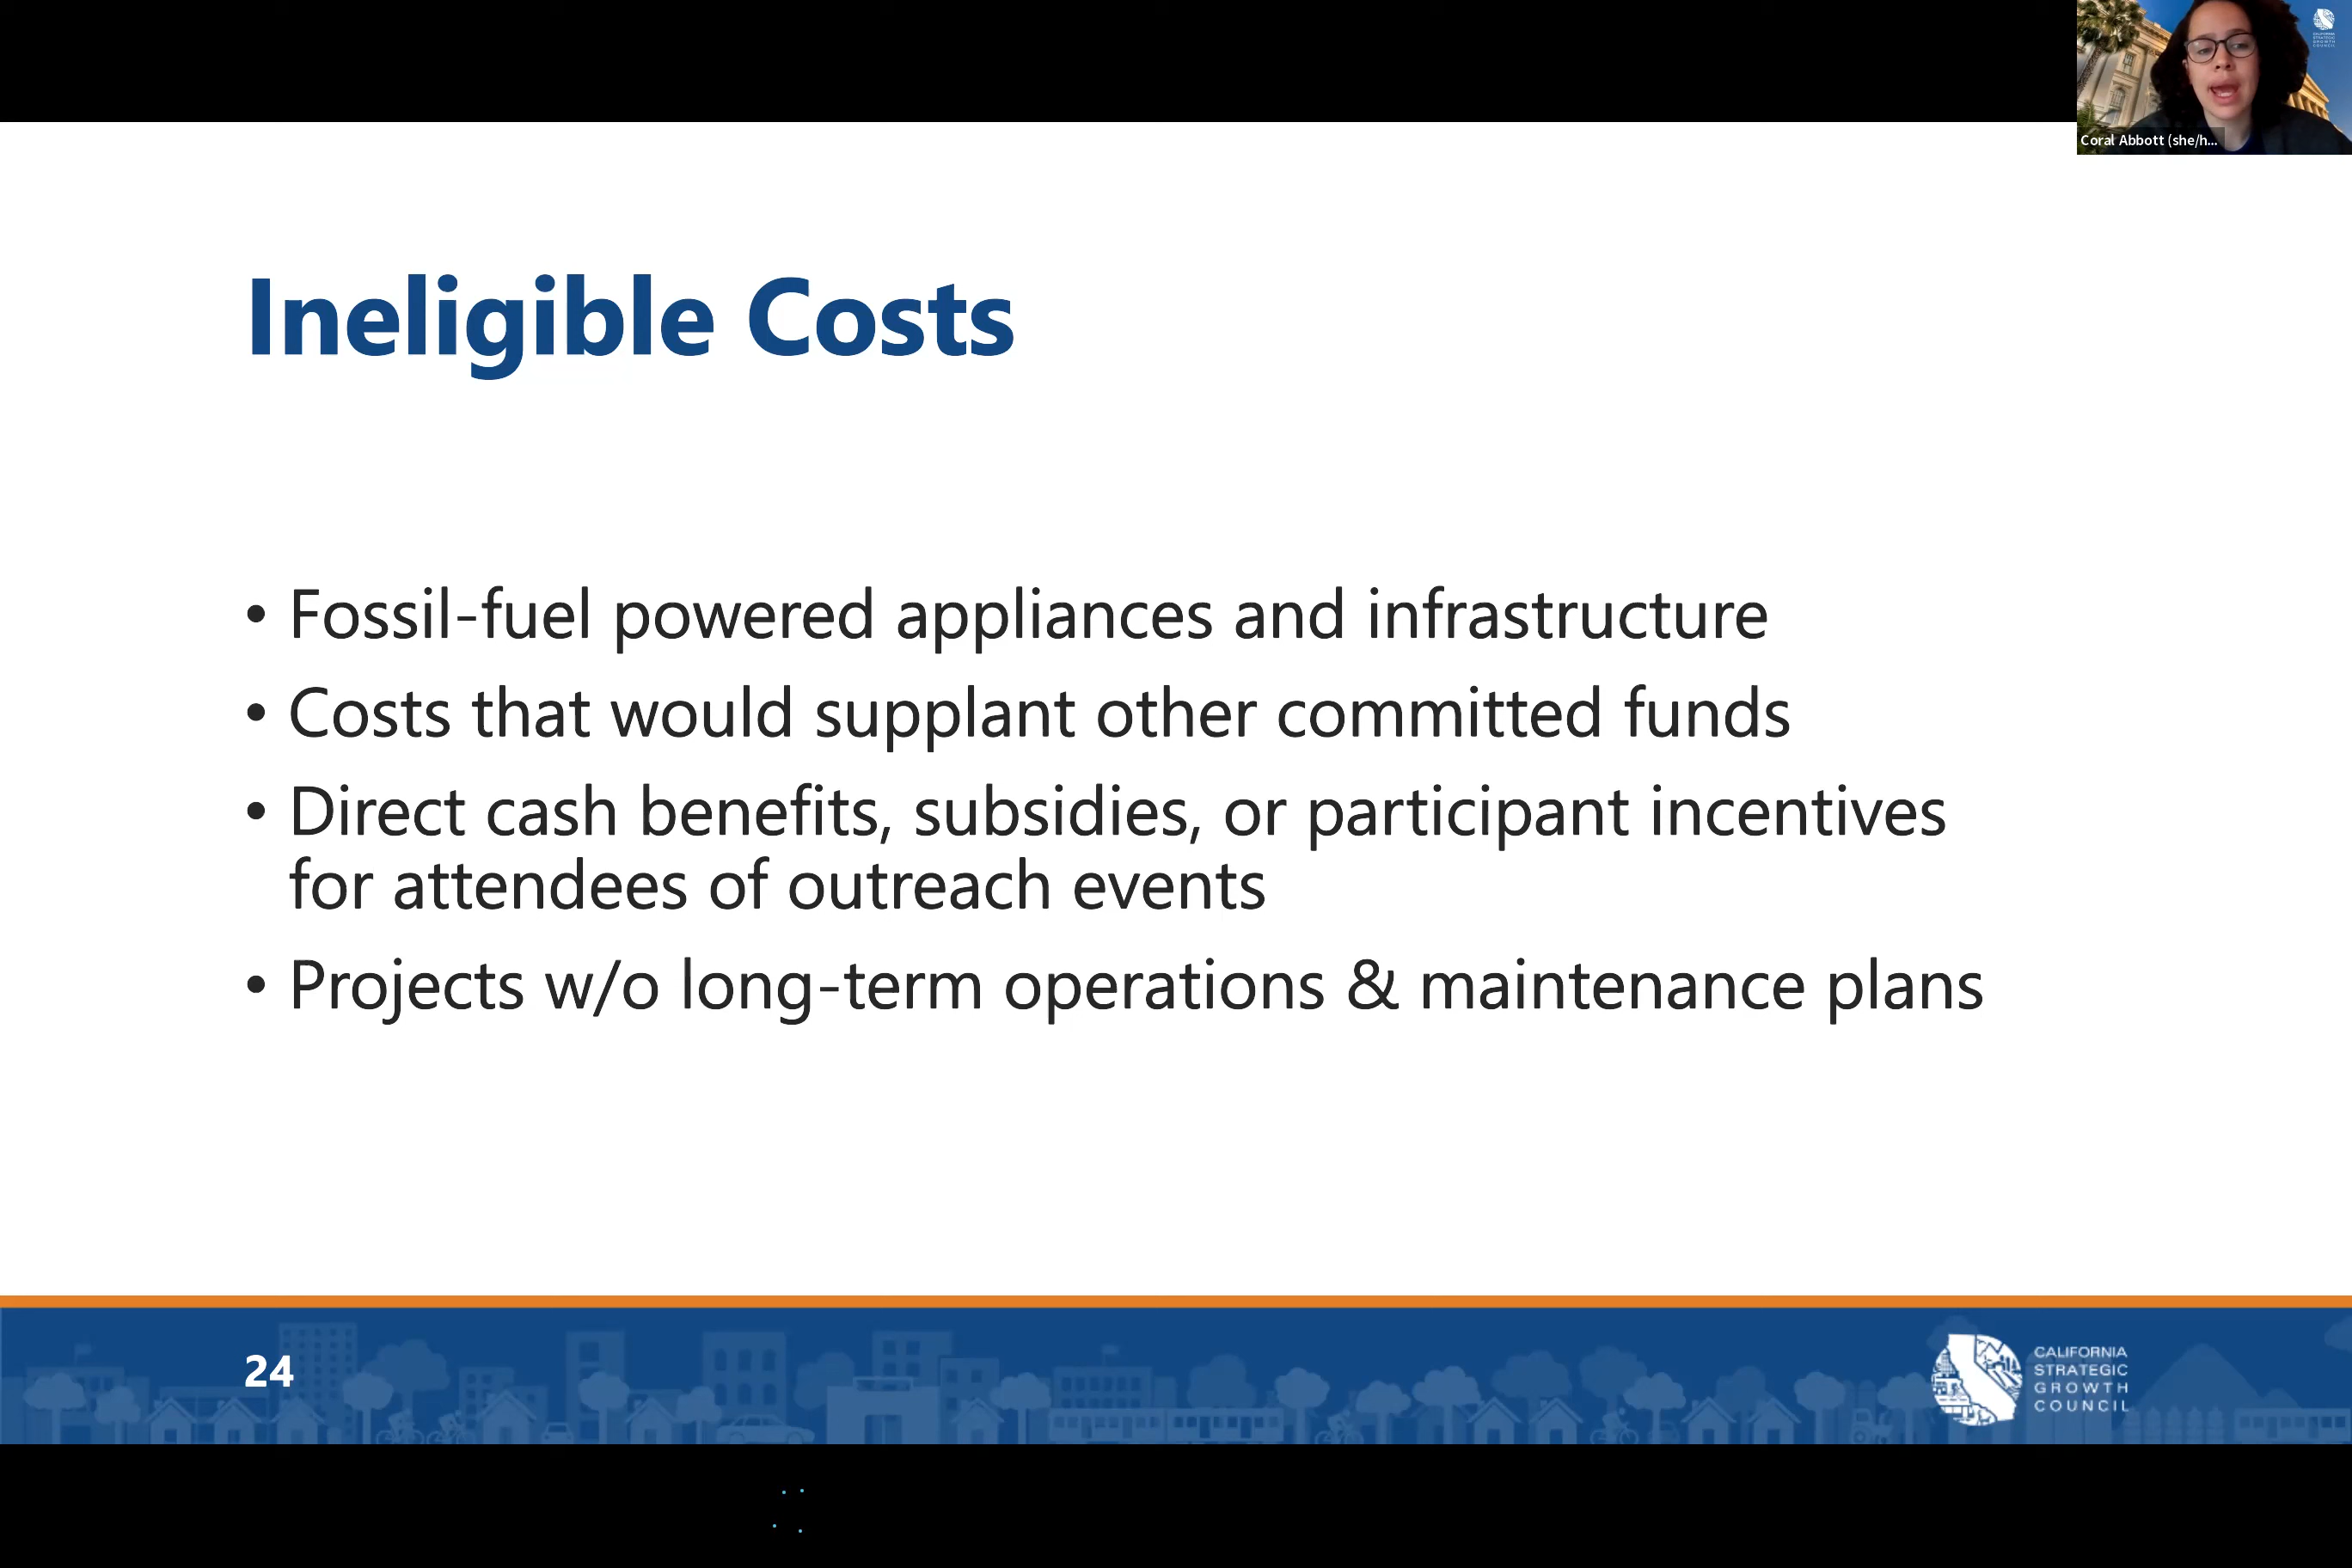 Coral Abbott (she/h...
Ineligible Costs
• Fossil-fuel powered appliances and infrastructure
• Costs that would supplant other committed funds
• Direct cash benefits, subsidies, or participant incentives
for attendees of outreach events
• Projects w/o long-term operations & maintenance plans
24
CALIFORNIA
STRATEGIC
GROWTH
COUNCIL